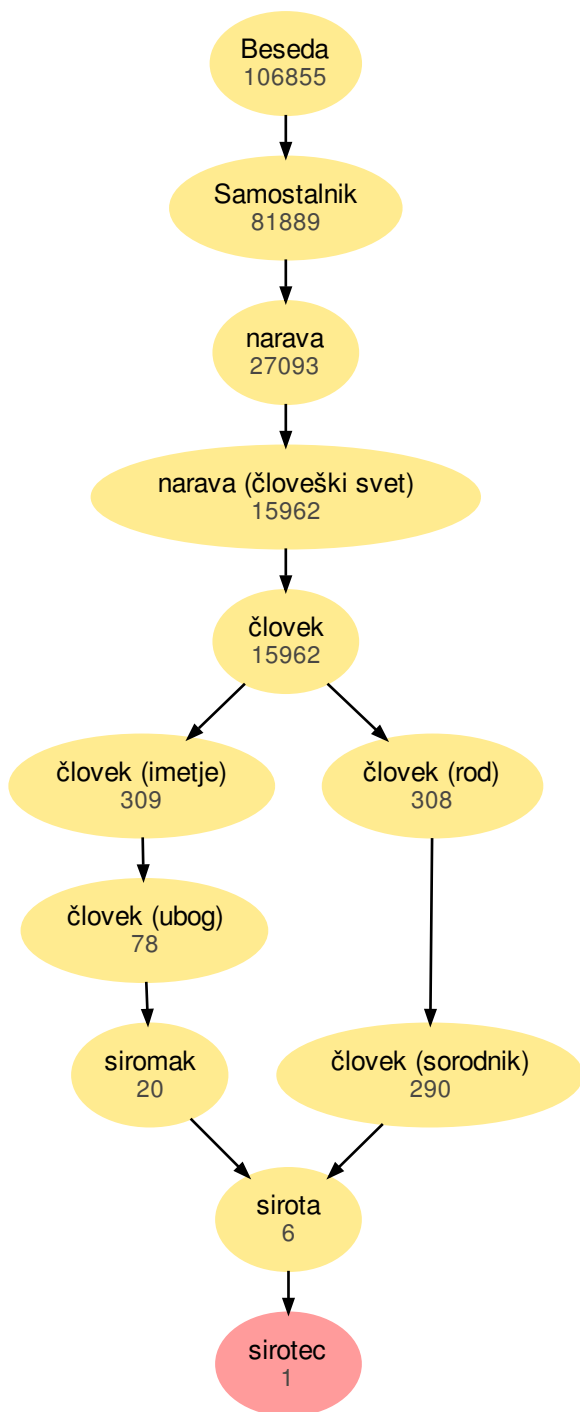 Beseda
106855
Samostalnik
81889
narava
27093
narava (človeški svet)
15962
človek
15962
človek (imetje)
309
človek (rod)
308
človek (ubog)
78
siromak
20
človek (sorodnik)
290
sirota
6
sirotec
1